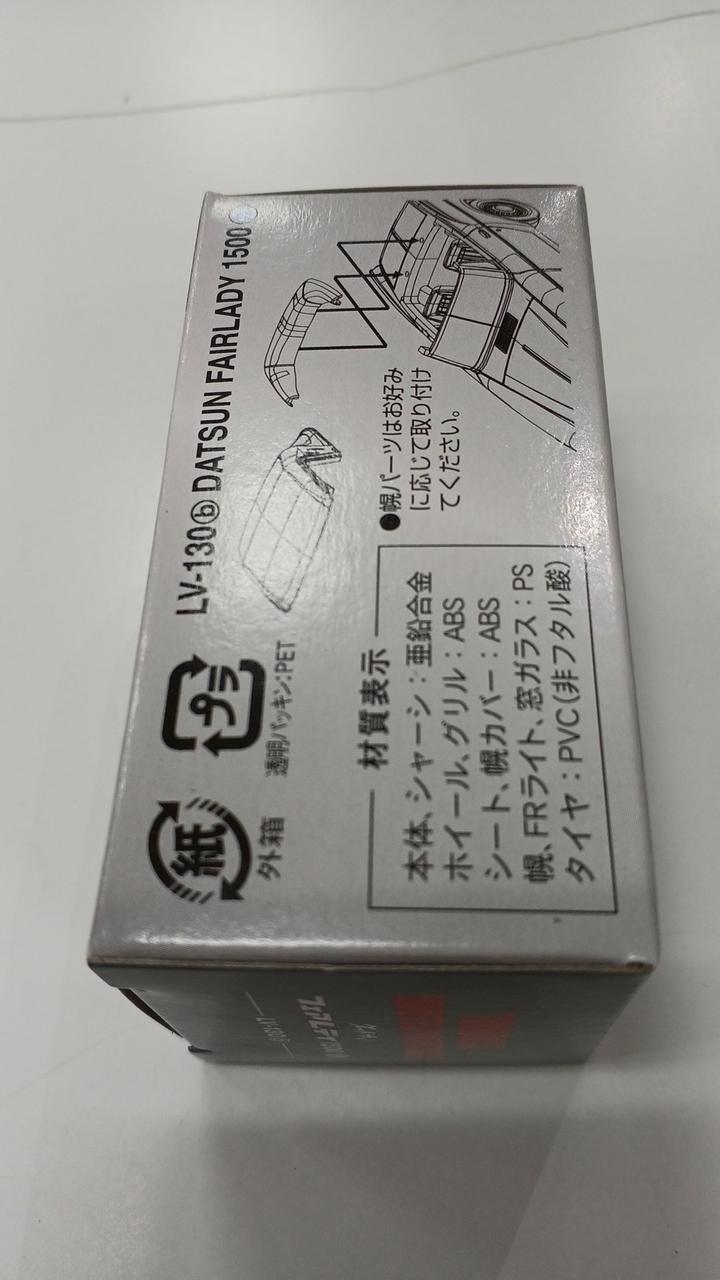 LV-130ⓑ DATSUN FAIRLADY 1500
紙
外箱
プラ
透明パッキン:PET
●幌パーツはお好み
に応じて取り付け
てください。
材質表示
本体、シャーシ:亜鉛合金
ホイール、グリル:ABS
シート、幌カバー:ABS
幌、FRライト、窓ガラス:PS
タイヤ:PVC(非フタル酸)